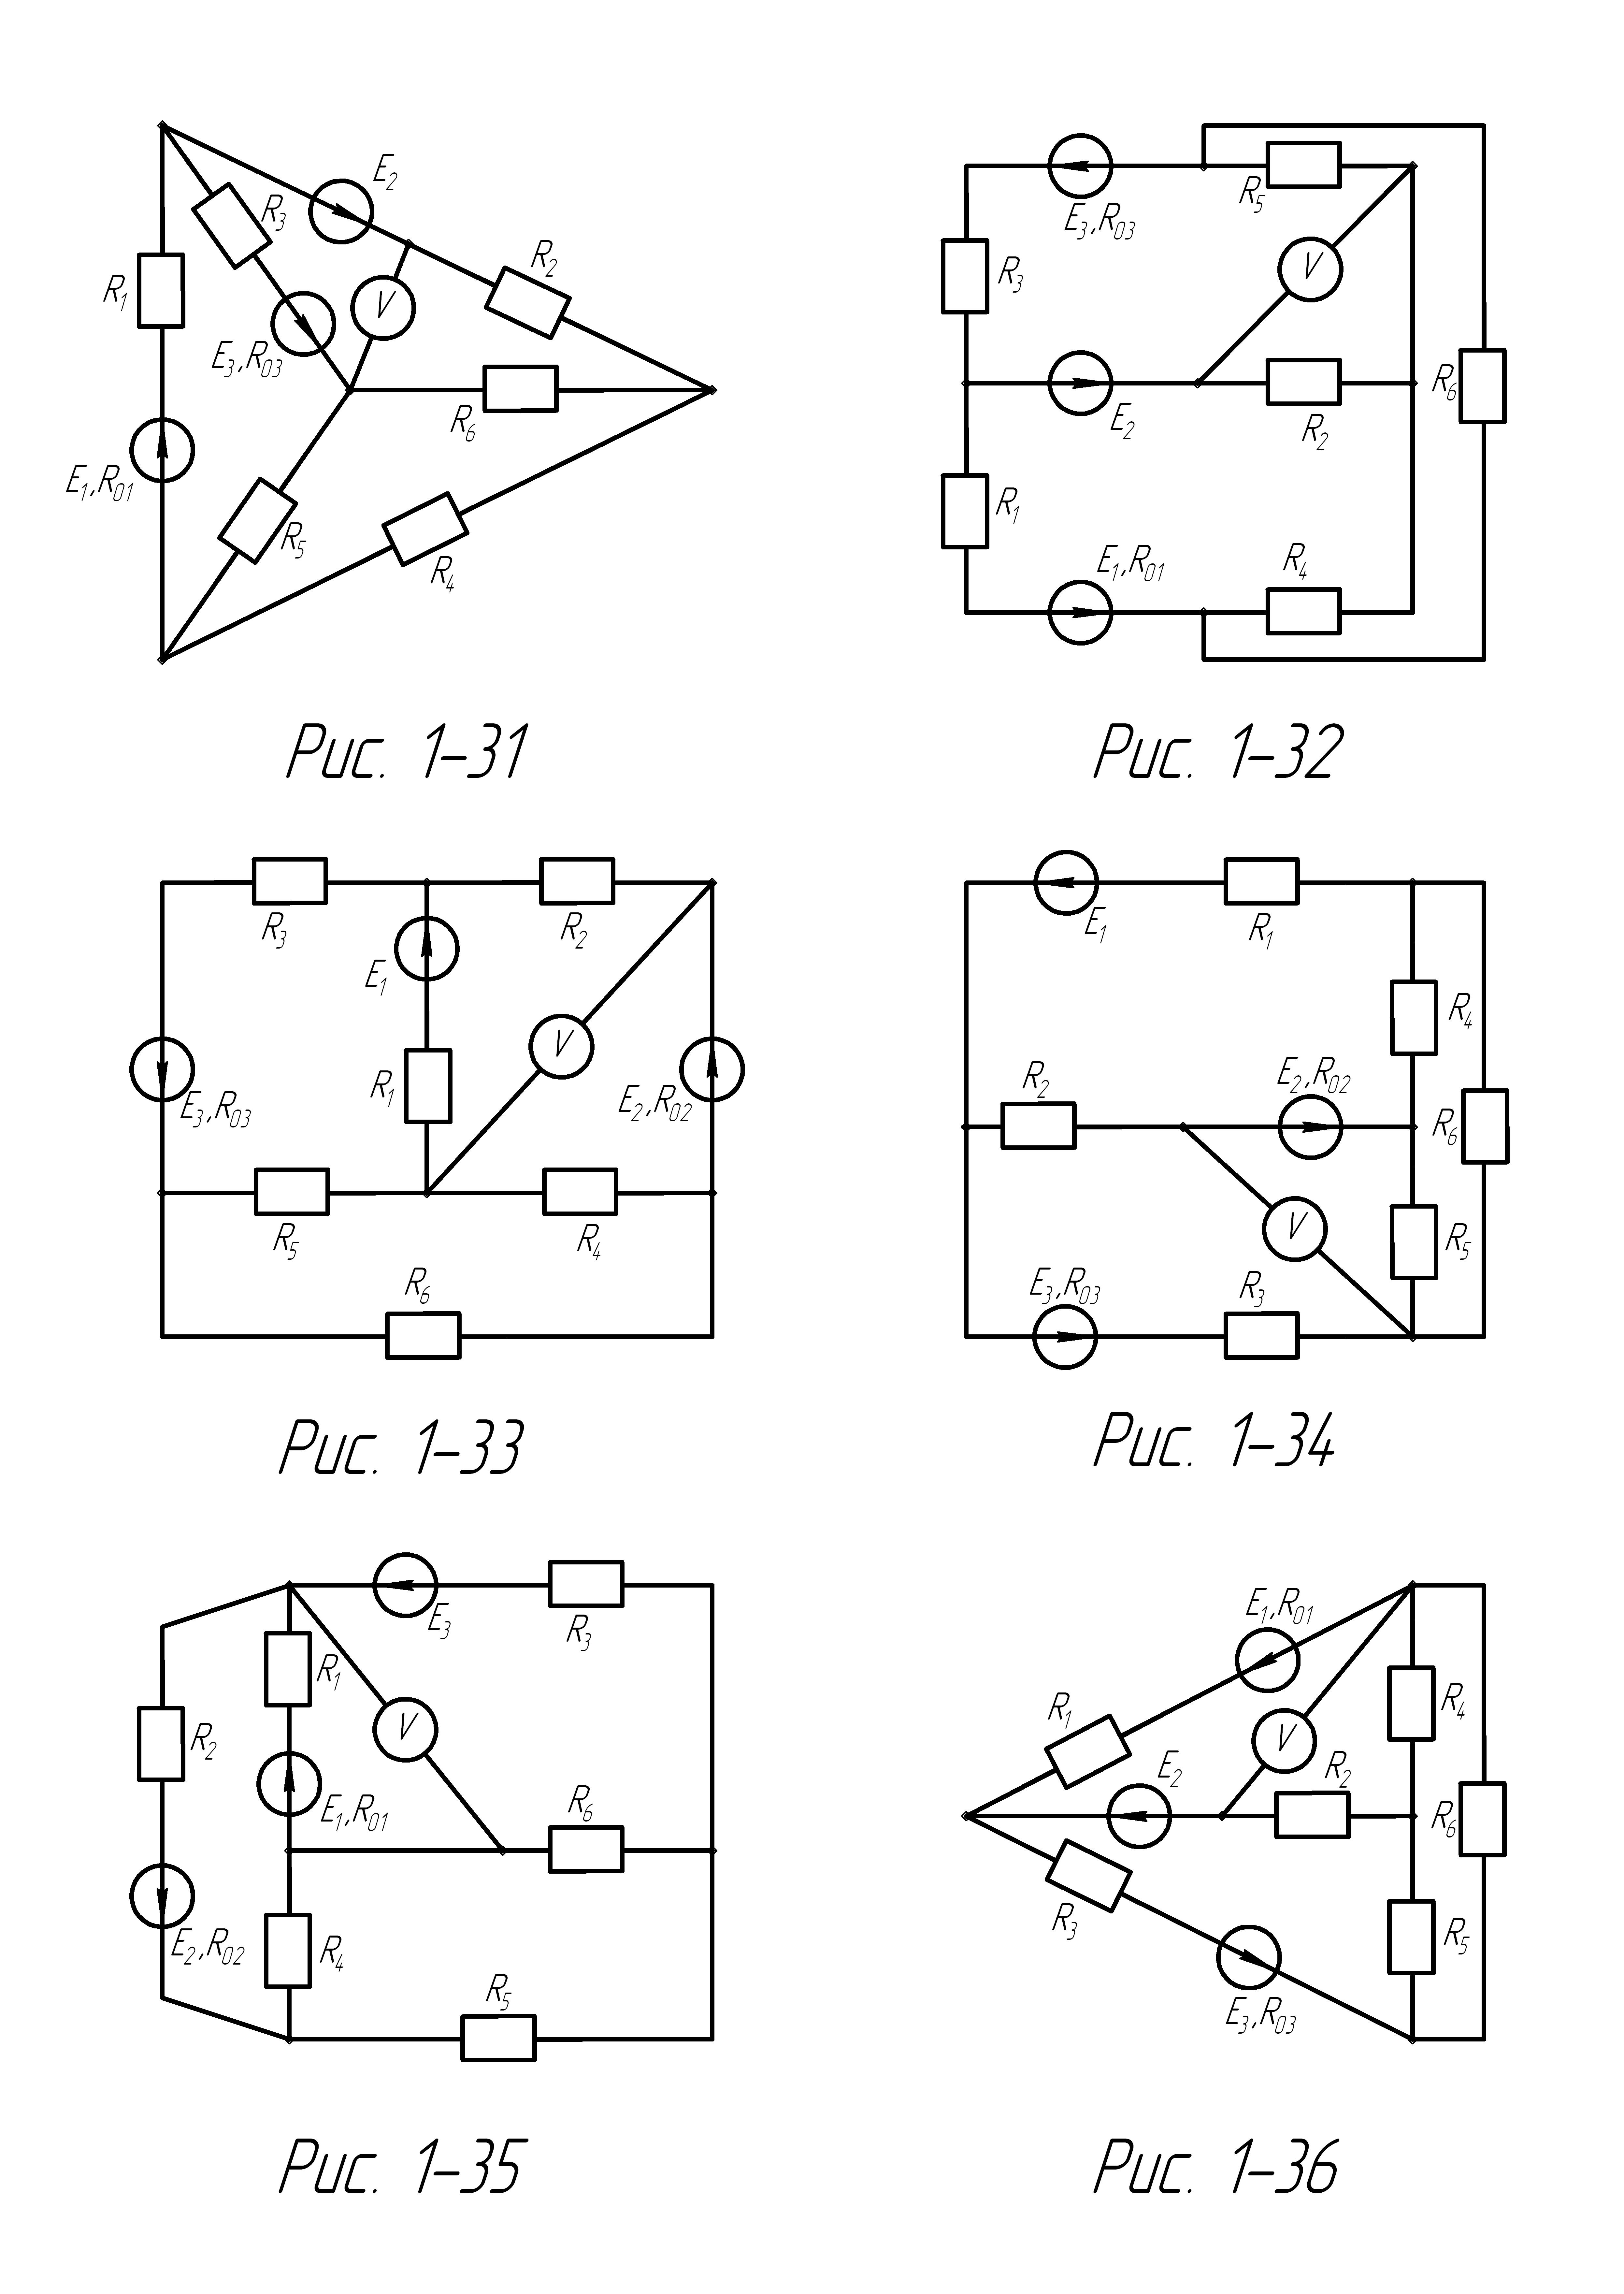 E2
R3
R2
R1
V
E3,R03
R6
E1,R01
R5
R4
Рис. 1-31
R5
E3,R03
V
R3
R6
E2
R2
R1
E1,R01
R4
Рис. 1-32
R3
R2
E1
V
R1
E3,R03
E2,R02
R5
R4
R6
Рис. 1-33
E1
R1
R4
R2
E2,R02
R6
V
R5
E3,R03
R3
Рис. 1-34
E3
R3
R1
V
R2
E1,R01
R6
E2,R02
R4
R5
Рис. 1-35
E1,R01
R4
R1
V
E2
R2
R6
R3
R5
E3,R03
Рис. 1-36